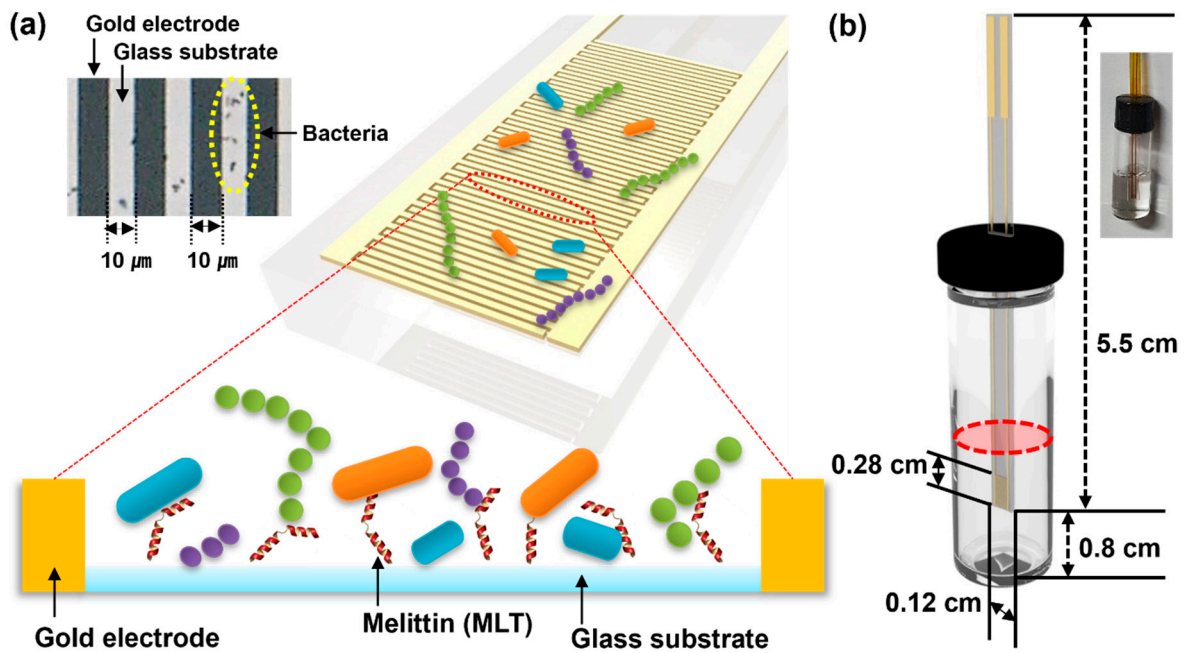 (a)
Gold electrode
Glass substrate
Bacteria
10 µm
10 µm
Gold electrode
Melittin (MLT)
Glass substrate
(b)
5.5 cm
0.28 cm
0.8 cm
0.12 cm